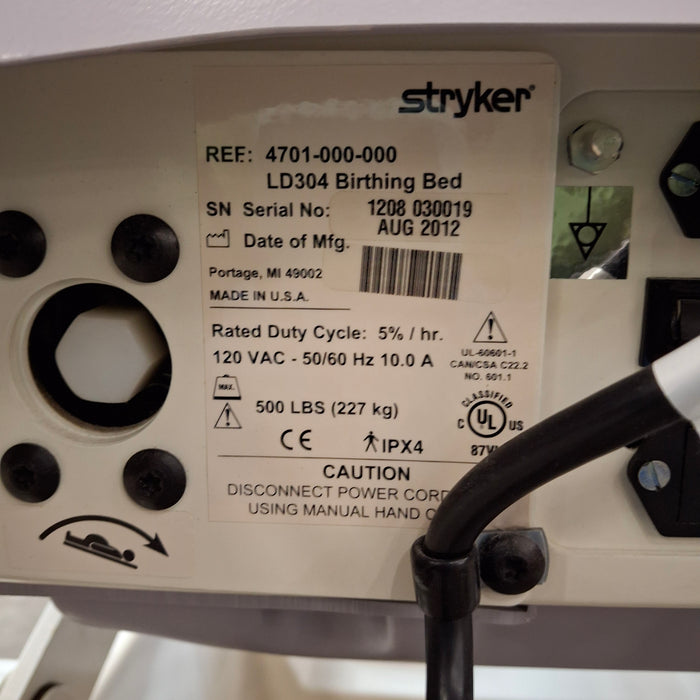 stryker®
REF: 4701-000-000
LD304 Birthing Bed
SN Serial No: 1208 030019
Date of Mfg. AUG 2012
Portage, MI 49002
MADE IN U.S.A.
Rated Duty Cycle: 5% / hr.
120 VAC - 50/60 Hz 10.0 A
UL-60601-1
CAN/CSA C22.2
NO. 601.1
MAX.
500 LBS (227 kg)
CLASSIFIED
C UL US
CE IPX4
CAUTION
DISCONNECT POWER CORD
USING MANUAL HAND